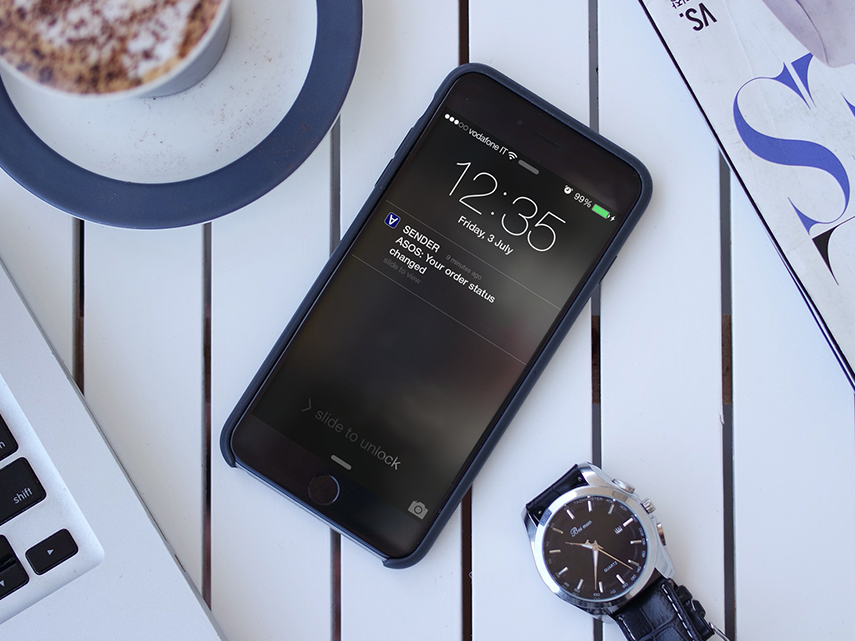 vodafone IT
99%
12:35
Friday, 3 July
SENDER 9 minutes ago
ASOS: Your order status
changed
slide to view
slide to unlock
shift
VS.
S